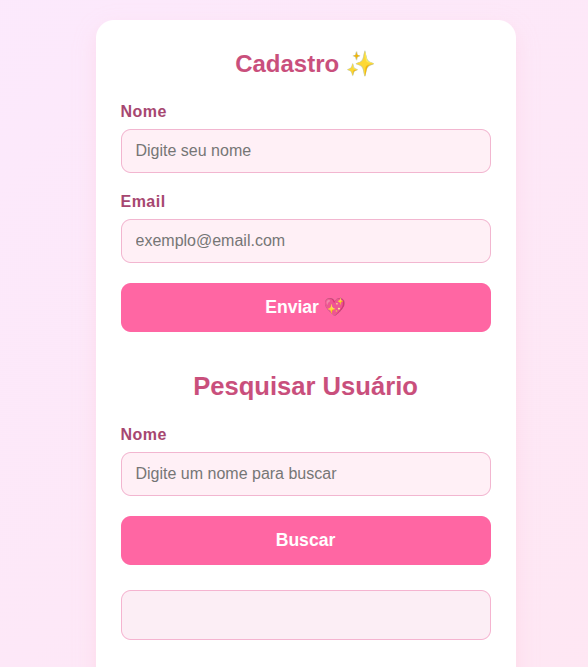 Cadastro ✨
Nome
Digite seu nome
Email
exemplo@email.com
Enviar 💖
Pesquisar Usuário
Nome
Digite um nome para buscar
Buscar